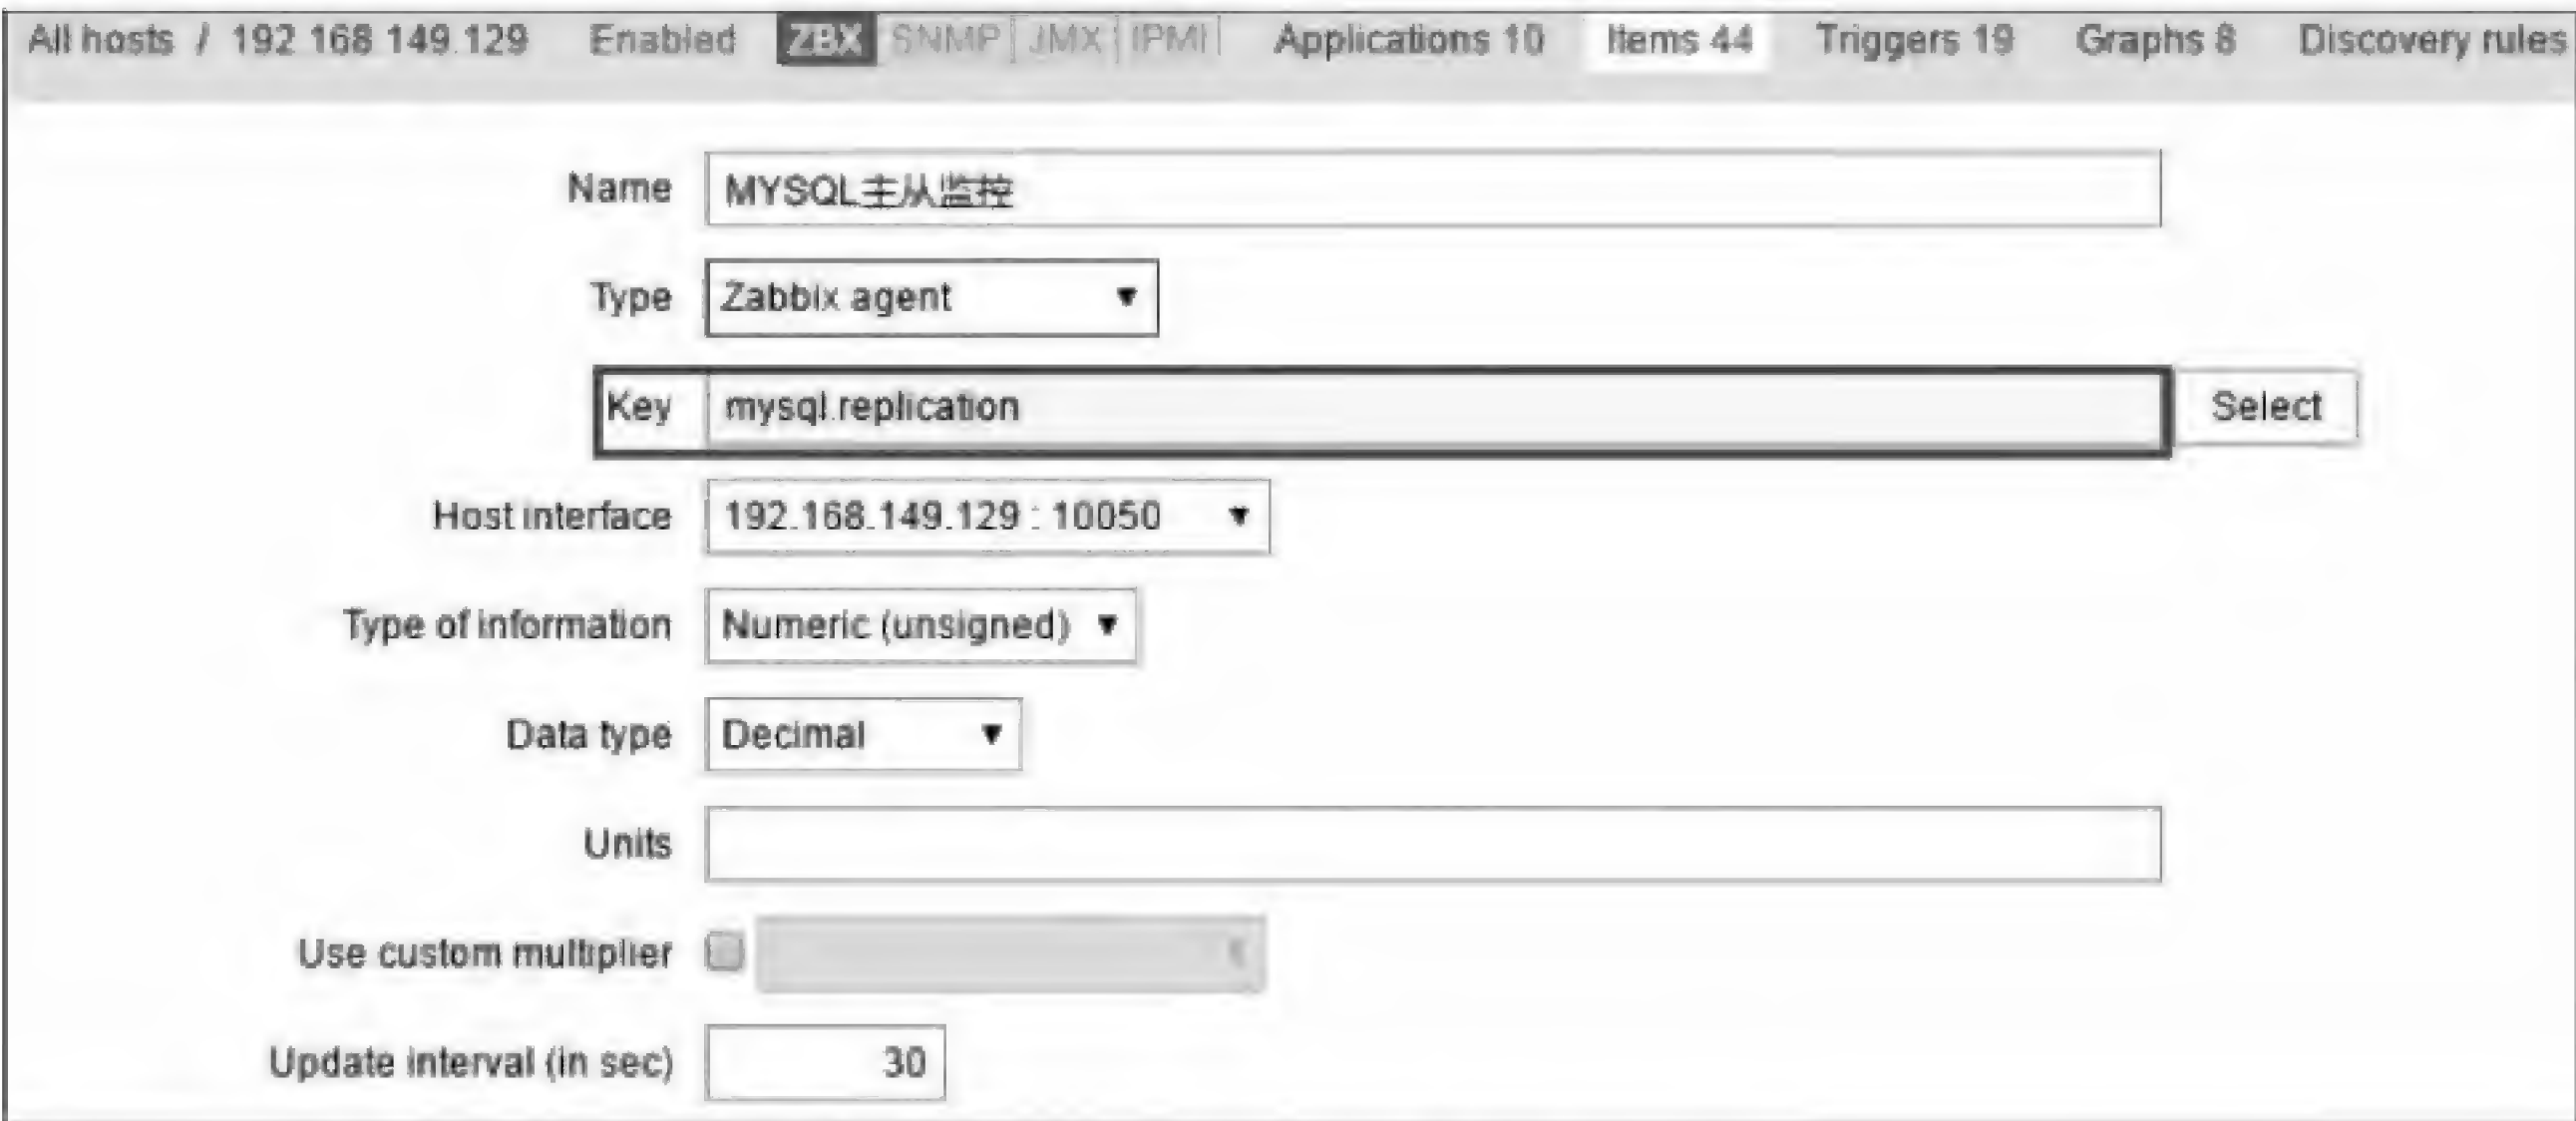 All hosts / 192.168.149.129 Enabled ZBX SNMP JMX IPMI Applications 10 Items 44 Triggers 19 Graphs 8 Discovery rules
Name MYSQL主从监控
Type Zabbix agent
Key mysql.replication Select
Host interface 192.168.149.129 : 10050
Type of information Numeric (unsigned)
Data type Decimal
Units
Use custom multiplier
Update interval (in sec) 30